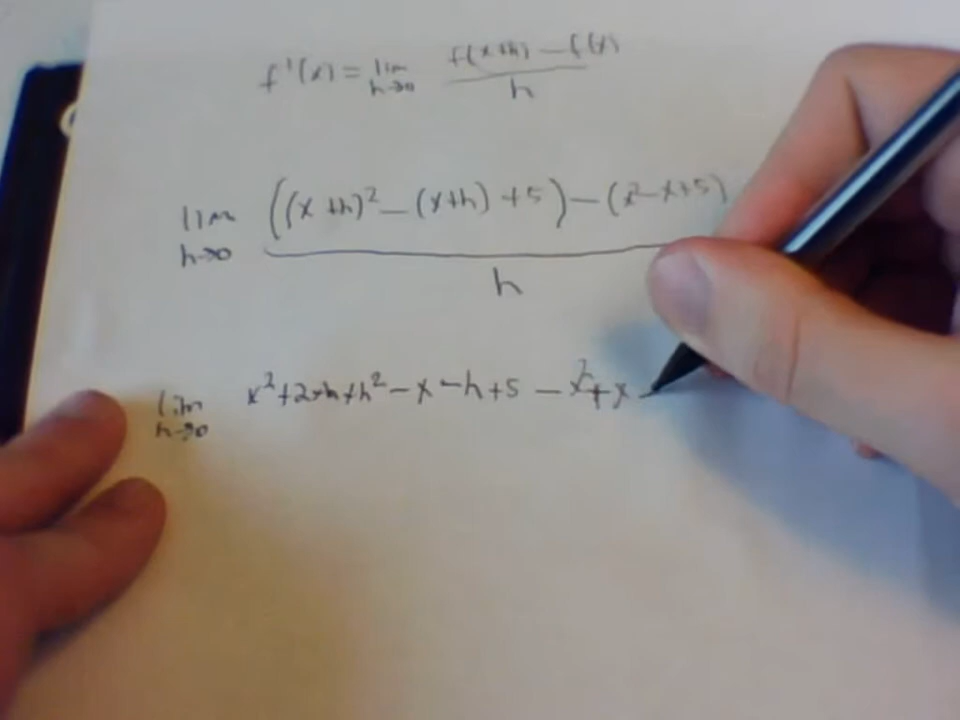 f'(x) = lim h→0 f(x+h) - f(x) / h
lim h→0 ((x+h)² - (x+h) + 5) - (x² - x + 5) / h
lim h→0 x² + 2xh + h² - x - h + 5 - x² + x -